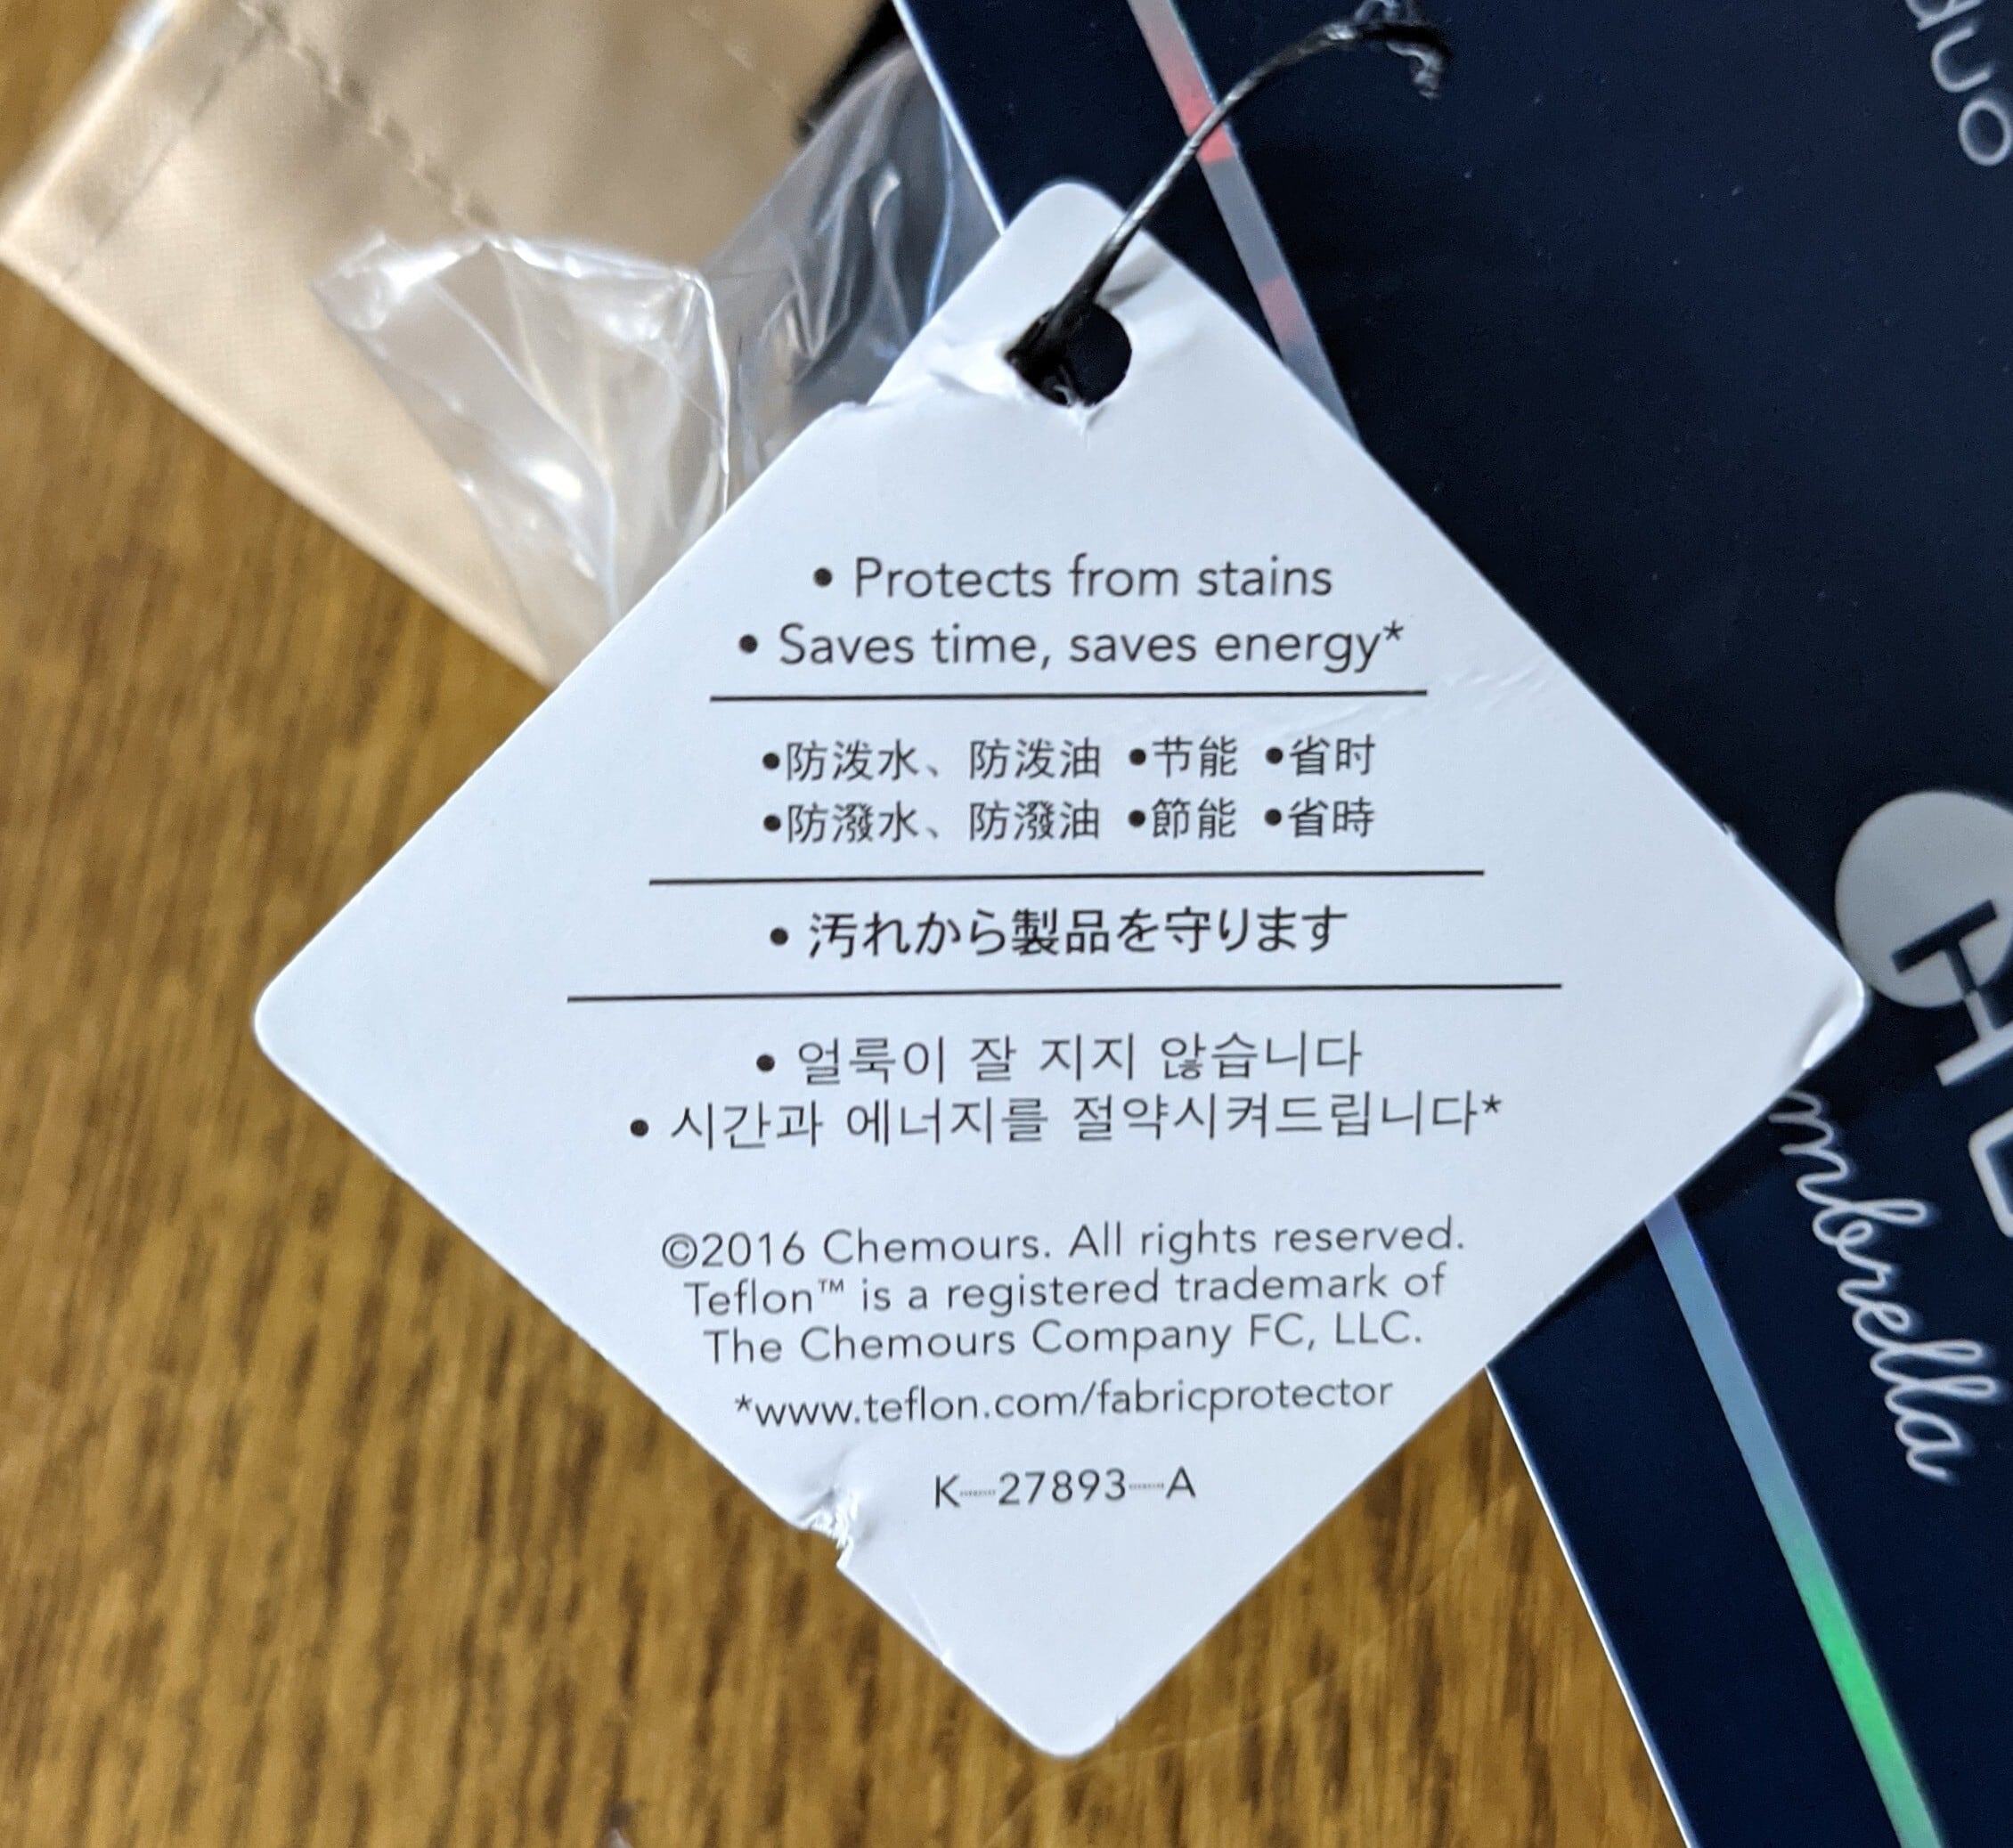 • Protects from stains
• Saves time, saves energy*
•防泼水、防泼油 •节能 •省时
•防潑水、防潑油 •節能 •省時
• 汚れから製品を守ります
• 얼룩이 잘 지지 않습니다
• 시간과 에너지를 절약시켜드립니다*
©2016 Chemours. All rights reserved.
Teflon™ is a registered trademark of
The Chemours Company FC, LLC.
*www.teflon.com/fabricprotector
K—27893—A